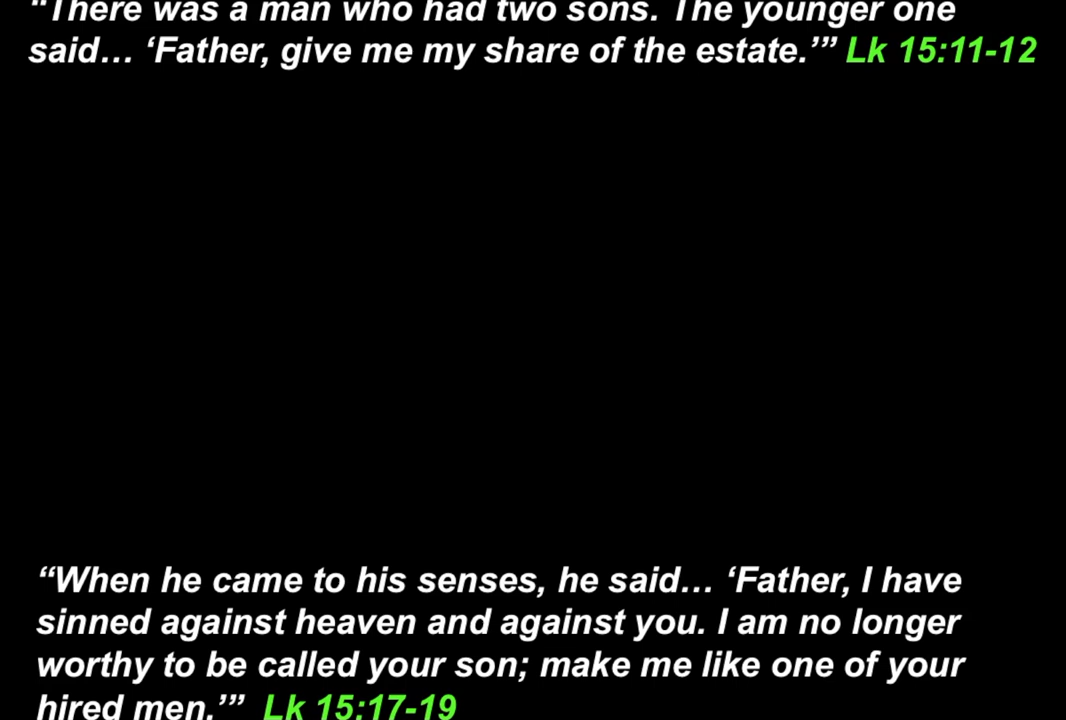 “There was a man who had two sons. The younger one
said… ‘Father, give me my share of the estate.’” Lk 15:11-12
“When he came to his senses, he said… ‘Father, I have
sinned against heaven and against you. I am no longer
worthy to be called your son; make me like one of your
hired men.’” Lk 15:17-19